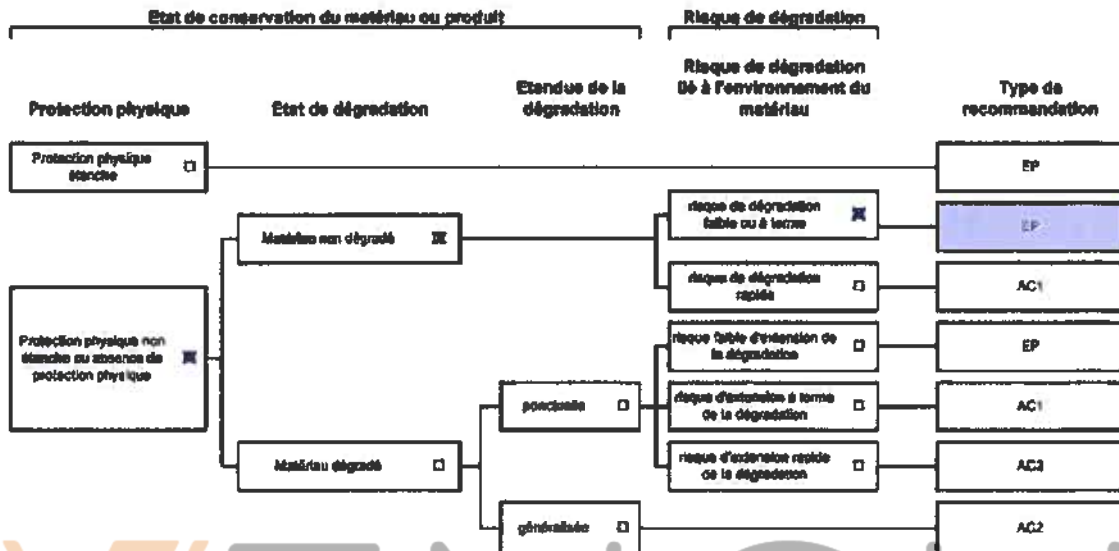 Etat de conservation du matériau ou produit
Risque de dégradation
Protection physique
Etat de dégradation
Etendue de la
dégradation
Risque de dégradation
lié à l'environnement du
matériau
Type de
recommandation
Protection physique
étanche
EP
Matériau non dégradé
risque de dégradation
faible ou à terme
EP
risque de dégradation
rapide
AC1
Protection physique non
étanche ou absence de
protection physique
risque faible d'extension de
la dégradation
EP
ponctuelle
risque d'extension à terme
de la dégradation
AC1
Matériau dégradé
risque d'extension rapide
de la dégradation
AC2
généralisée
AC2